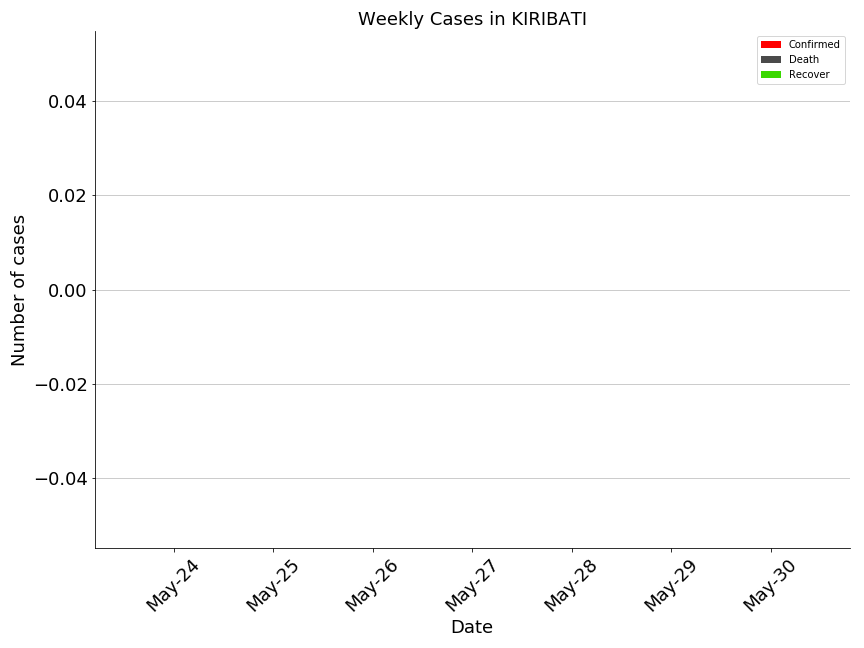 Weekly Cases in KIRIBATI
Confirmed
Death
Recover
0.04
0.02
0.00
−0.02
−0.04
Number of cases
May-24
May-25
May-26
May-27
May-28
May-29
May-30
Date